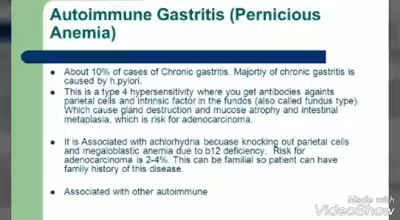 Autoimmune Gastritis (Pernicious
Anemia)
About 10% of cases of Chronic gastritis. Majortiy of chronic gastritis is
caused by h.pylori.
This is a type 4 hypersensitivity where you get antibodies againts
parietal cells and intrinsic factor in the fundos (also called fundus type).
Which cause gland destruction and mucose atrophy and intestinal
metaplasia, which is risk for adenocarcinoma.
It is Associated with achlorhydria becuase knocking out parietal cells
and megaloblastic anemia due to b12 deficiency. Risk for
adenocarcinoma is 2-4%. This can be familial so patient can have
family history of this disease.
Associated with other autoimmune
Made with
VideoShow